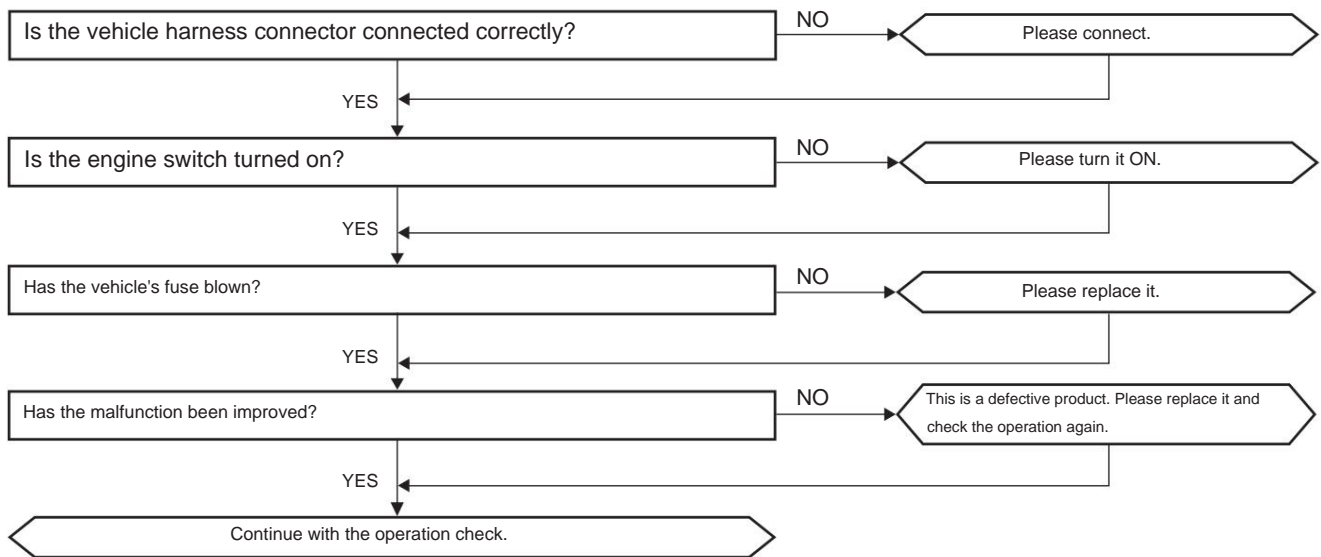 Is the vehicle harness connector connected correctly?
NO
Please connect.
YES
Is the engine switch turned on?
NO
Please turn it ON.
YES
Has the vehicle's fuse blown?
NO
Please replace it.
YES
Has the malfunction been improved?
NO
This is a defective product. Please replace it and
check the operation again.
YES
Continue with the operation check.